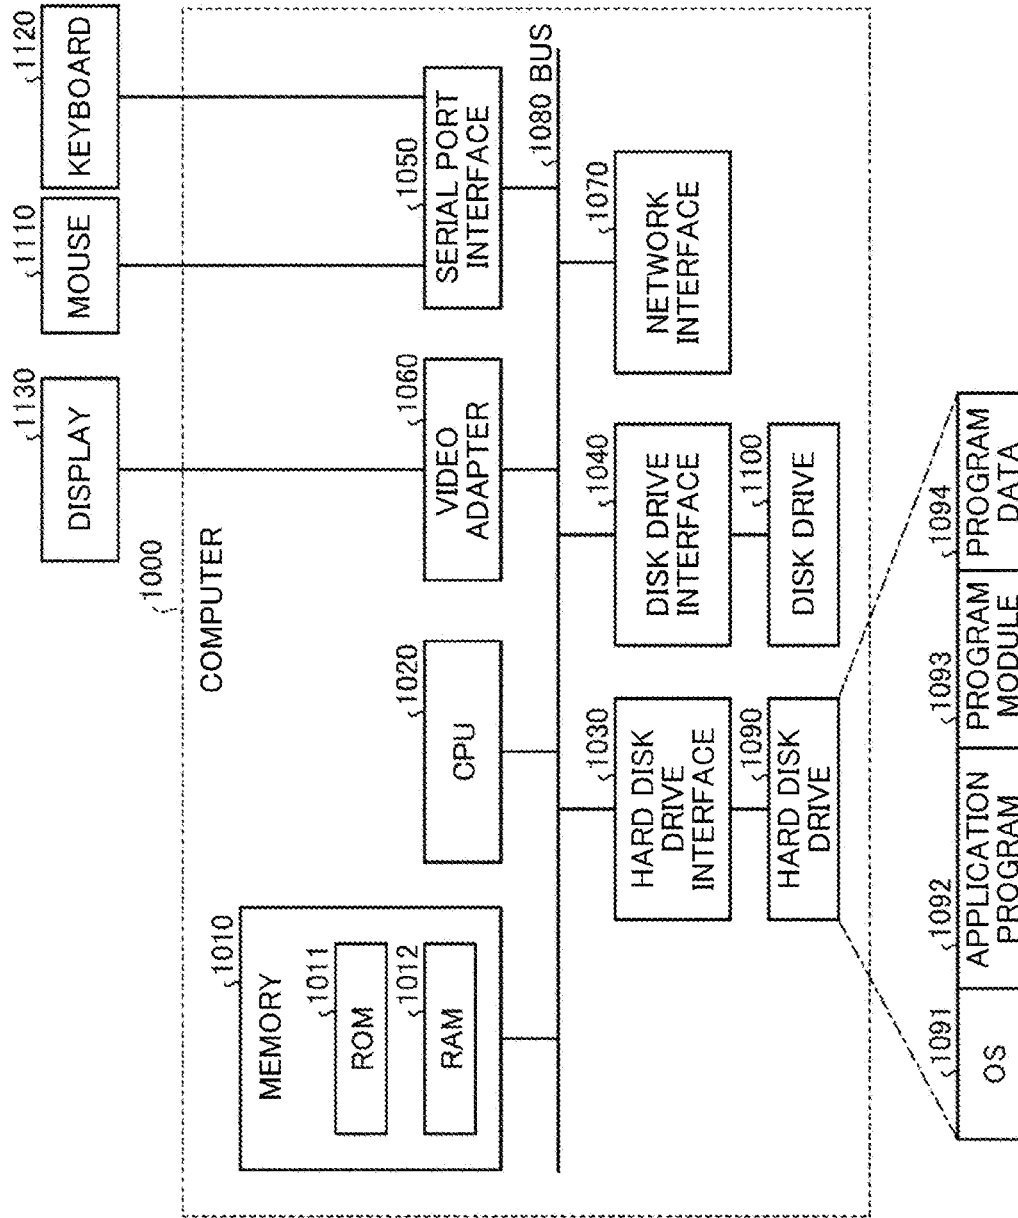 1000
COMPUTER
1010
MEMORY
1011
ROM
1012
RAM
1020
CPU
1130
DISPLAY
1060
VIDEO
ADAPTER
1110
MOUSE
1120
KEYBOARD
1050
SERIAL PORT
INTERFACE
1080 BUS
1030
HARD DISK
DRIVE
INTERFACE
1090
HARD DISK
DRIVE
1040
DISK DRIVE
INTERFACE
1100
DISK DRIVE
1070
NETWORK
INTERFACE
1091
OS
1092
APPLICATION
PROGRAM
1093
PROGRAM
MODULE
1094
PROGRAM
DATA